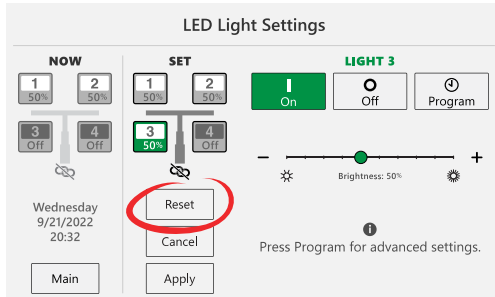 LED Light Settings
NOW
1
50%
2
50%
3
Off
4
Off
Wednesday
9/21/2022
20:32
Main
SET
1
50%
2
50%
3
50%
4
Off
Reset
Cancel
Apply
LIGHT 3
On
Off
Program
Brightness: 50%
Press Program for advanced settings.